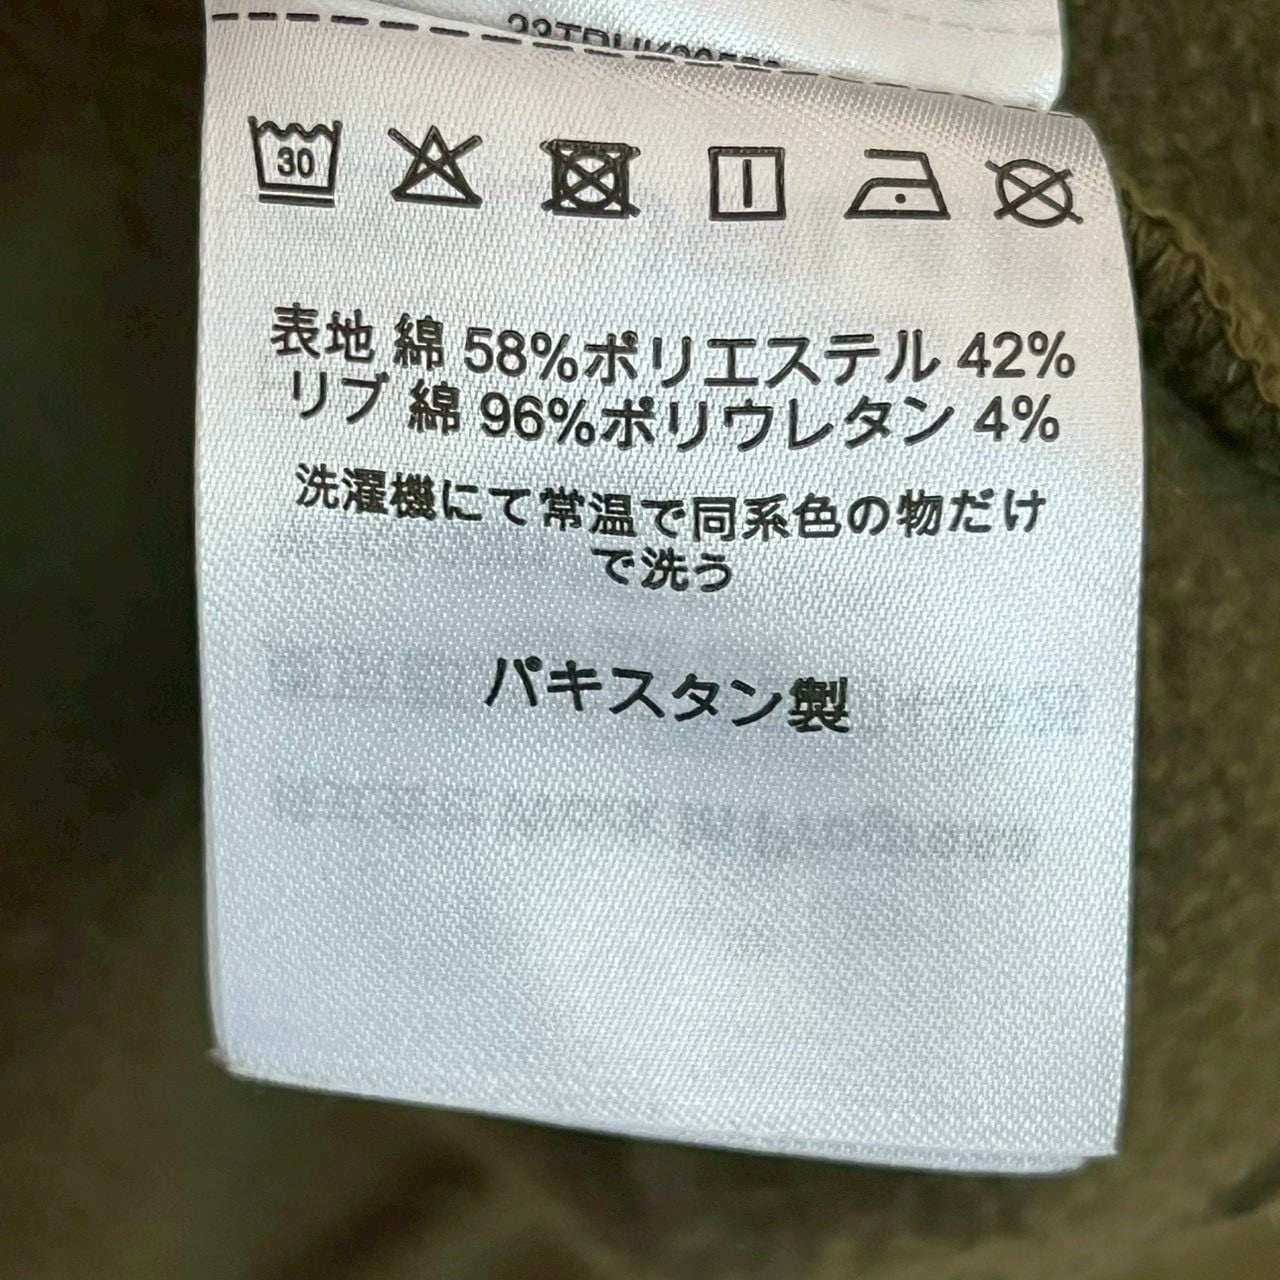 30
表地 綿 58%ポリエステル 42%
リブ 綿 96%ポリウレタン 4%
洗濯機にて常温で同系色の物だけ
で洗う
パキスタン製